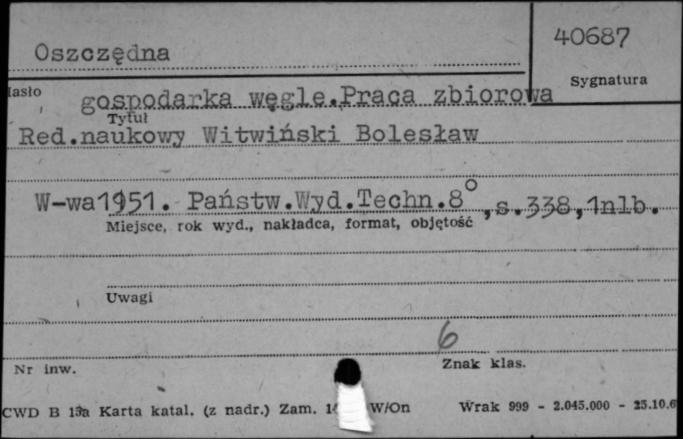 40687
Oszczędna
Sygnatura
asło
gospodarka węgle.Praca zbiorowa
Tytuł
Red.naukowy Witwiński Bolesław
W-wa1951. Państw.Wyd.Techn.8°,s.338,1nlb.
Miejsce, rok wyd., nakładca, format, objętość
Uwagi
6
Nr inw.
Znak klas.
CWD B 13a Karta katal. (z nadr.) Zam. W/On Wrak 999 - 2.045.000 - 25.10.6